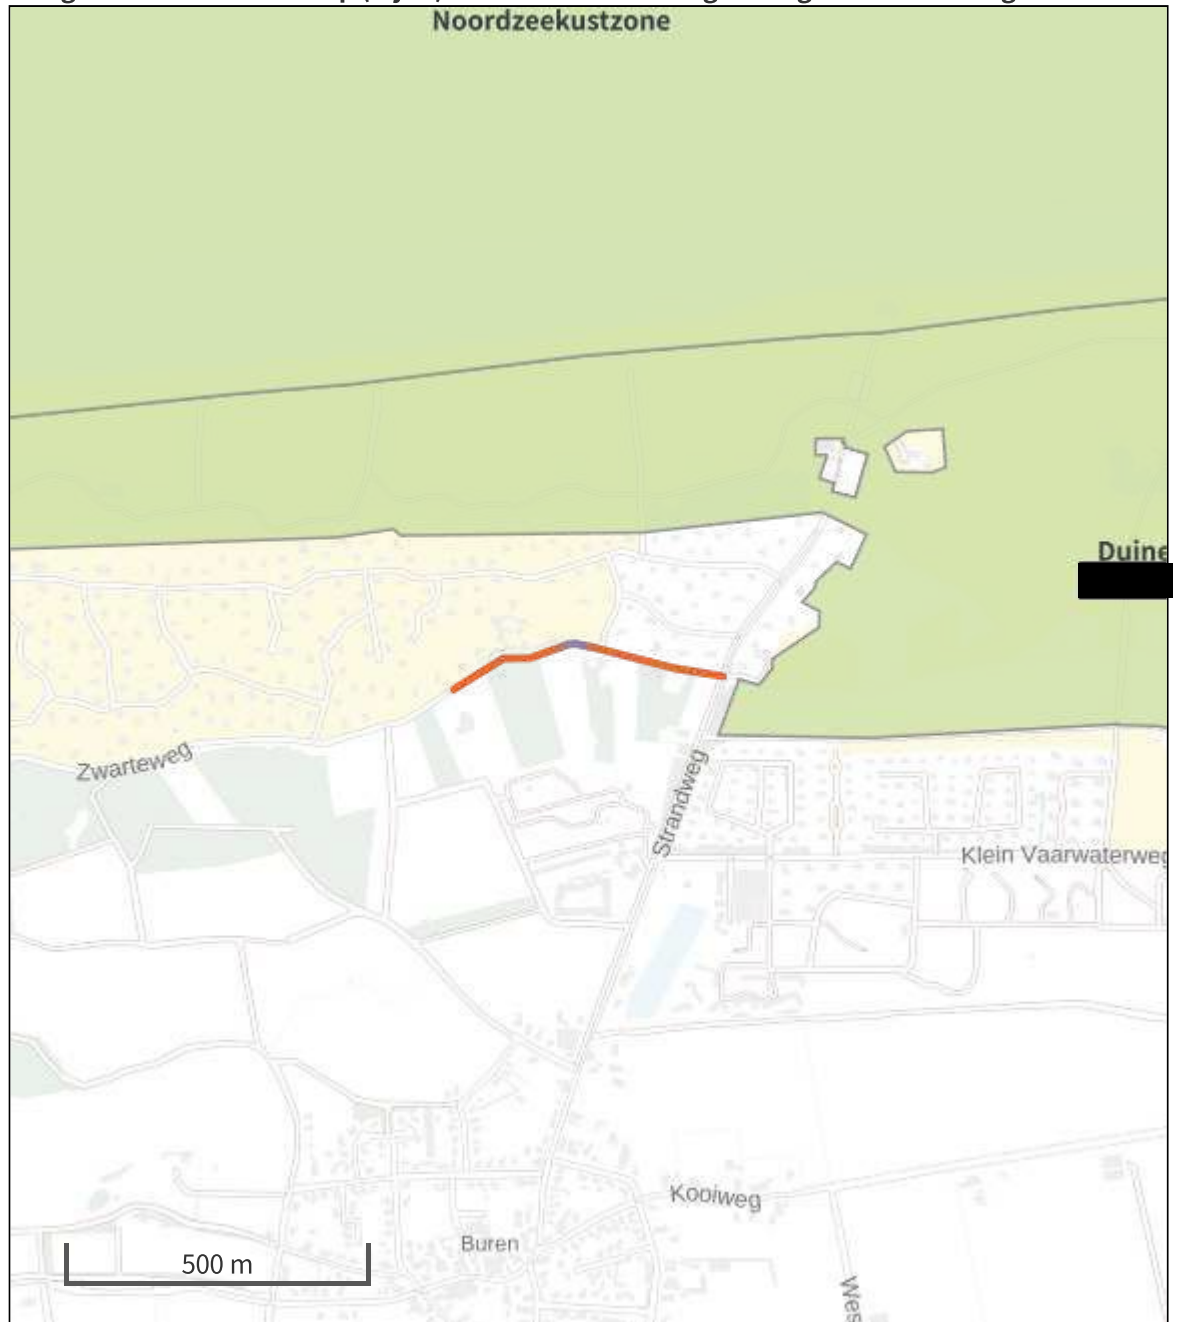 Noordzeekustzone
Duine
Zwarteweg
Strandweg
Klein Vaarwaterweg
Kooiweg
Buren
500 m
Wes